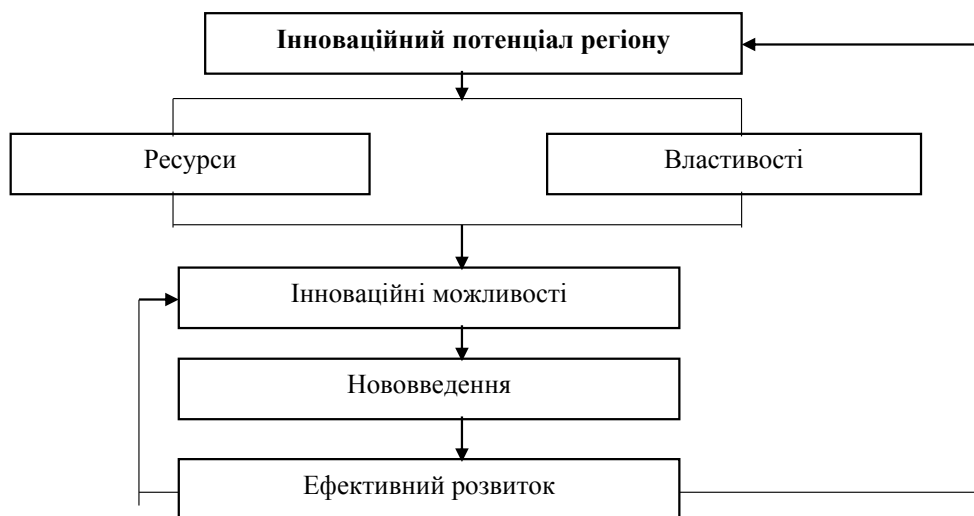 Інноваційний потенціал регіону
Ресурси
Властивості
Інноваційні можливості
Нововведення
Ефективний розвиток